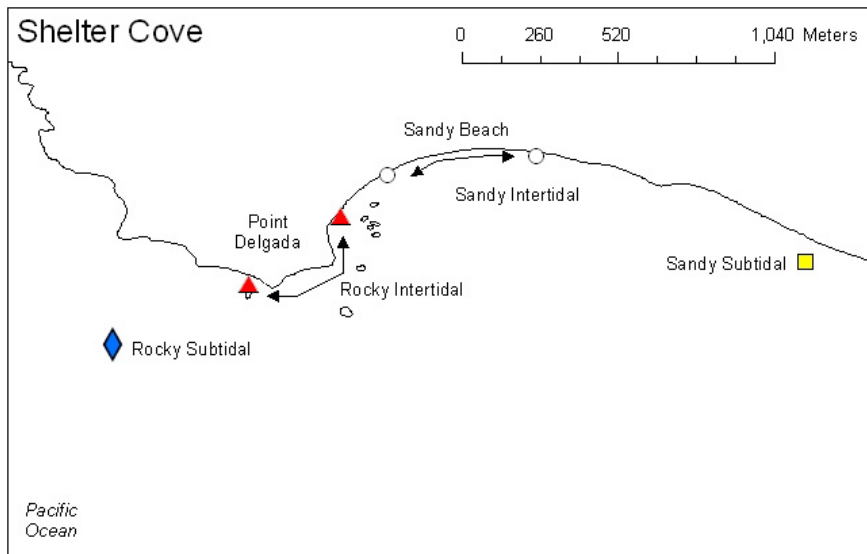 Shelter Cove
0 260 520 1,040 Meters
Sandy Beach
Sandy Intertidal
Point
Delgada
Sandy Subtidal
Rocky Intertidal
Rocky Subtidal
Pacific
Ocean